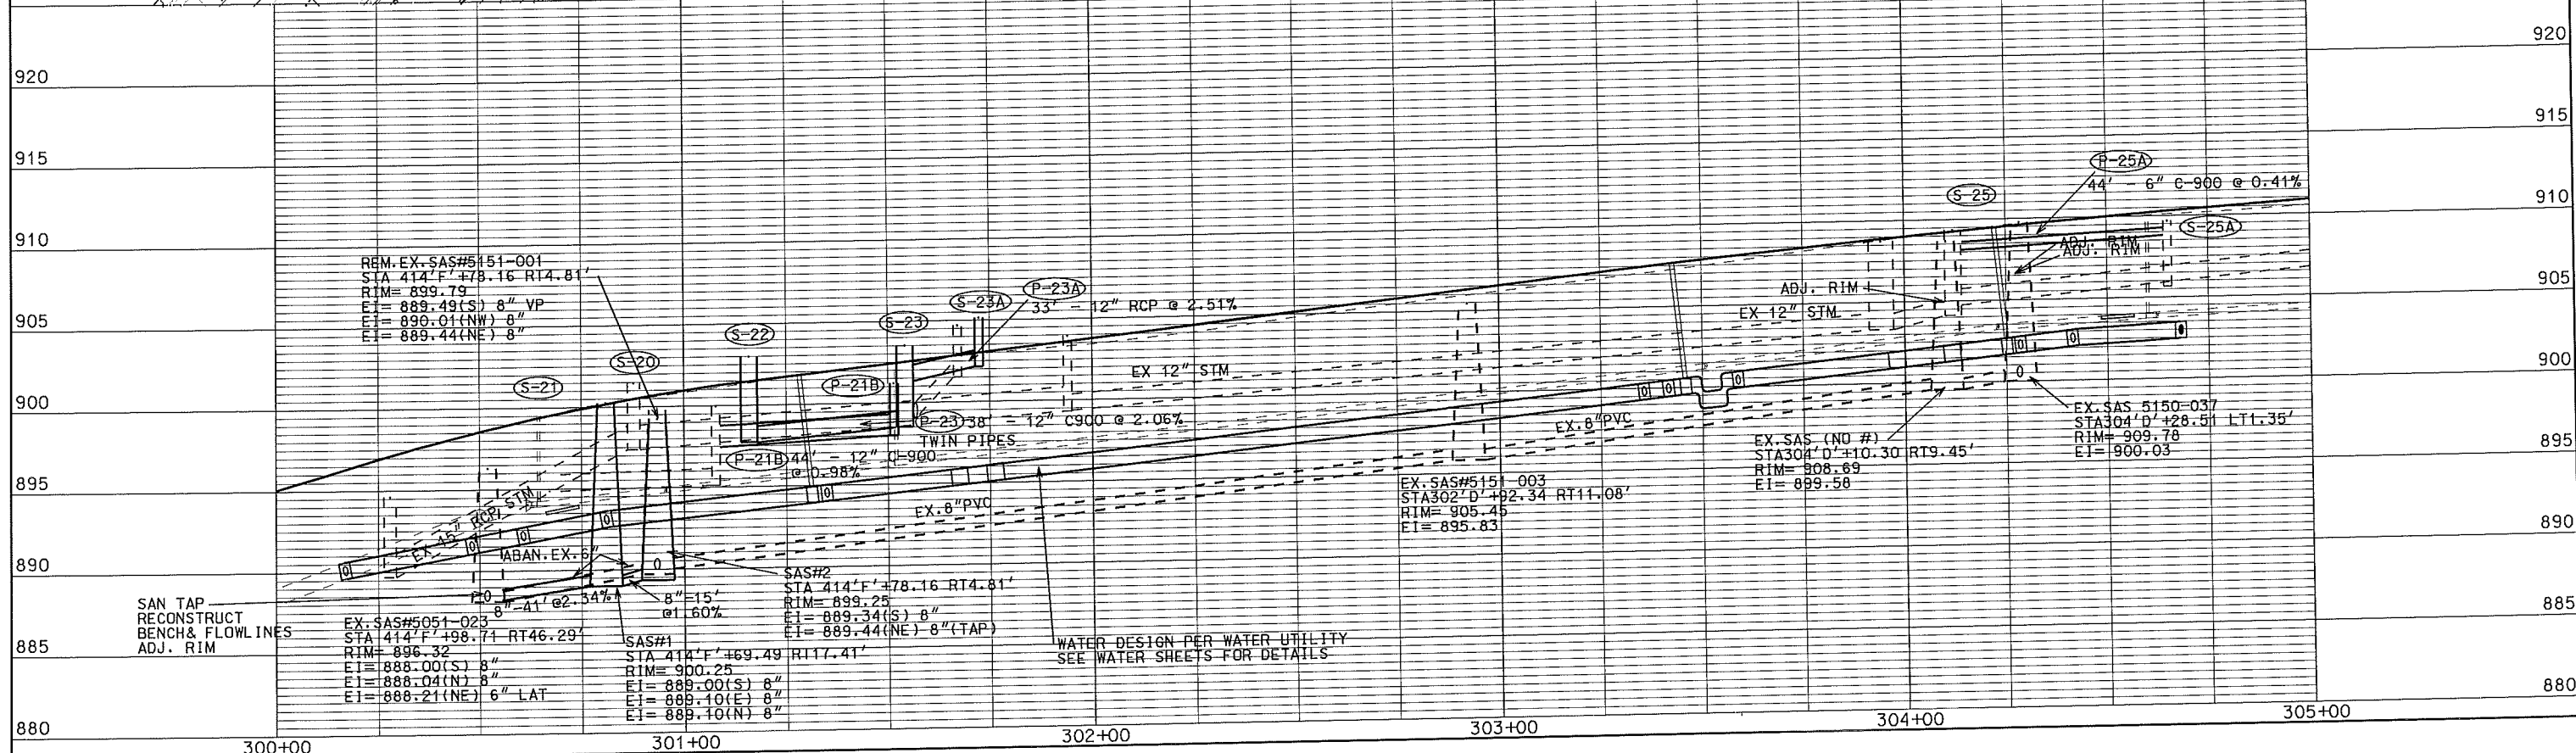 920
915
910
905
900
895
890
885
880
920
915
910
905
900
895
890
885
880
300+00
301+00
302+00
303+00
304+00
305+00
REM.EX.SAS#5151-001
STA 414'F'+78.16 RT4.81'
RIM= 899.79
EI= 889.49(S) 8" VP
EI= 890.01(NW) 8"
EI= 889.44(NE) 8"
S-21
S-20
S-22
S-23
S-23A
P-23A
33' - 12" RCP @ 2.51%
P-21B
P-23 38' - 12" C900 @ 2.06%
TWIN PIPES
P-21B 44' - 12" C-900
@ 0.98%
EX 12" STM
EX 15" RCP STM
ABAN.EX.6"
EX.8"PVC
8"-41' @2.34%
8"-15'
@1.60%
SAN TAP
RECONSTRUCT
BENCH& FLOWLINES
ADJ. RIM
EX.SAS#5051-023
STA 414'F'+98.71 RT46.29'
RIM= 896.32
EI= 888.00(S) 8"
EI= 888.04(N) 8"
EI= 888.21(NE) 6" LAT
SAS#1
STA 414'F'+69.49 RT17.41'
RIM= 900.25
EI= 889.00(S) 8"
EI= 889.10(E) 8"
EI= 889.10(N) 8"
SAS#2
STA 414'F'+78.16 RT4.81'
RIM= 899.25
EI= 889.34(S) 8"
EI= 889.44(NE) 8"(TAP)
WATER DESIGN PER WATER UTILITY
SEE WATER SHEETS FOR DETAILS
EX.SAS#5151-003
STA302'D'+92.34 RT11.08'
RIM= 905.45
EI= 895.83
EX.8"PVC
EX 12" STM
ADJ. RIM
S-25
P-25A
44' - 6" C-900 @ 0.41%
S-25A
ADJ. RIM
ADJ. RIM
EX.SAS (NO #)
STA304'D'+10.30 RT9.45'
RIM= 908.69
EI= 899.58
EX.SAS 5150-037
STA304'D'+28.51 LT1.35'
RIM= 909.78
EI= 900.03